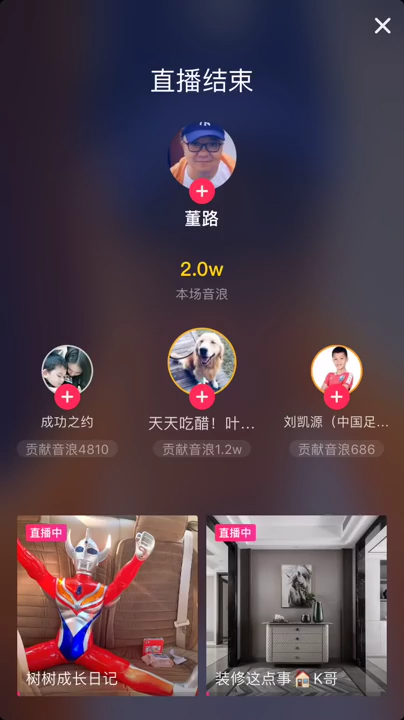 直播结束
董路
2.0w
本场音浪
成功之约
天天吃醋！叶...
刘凯源（中国足...
贡献音浪4810
贡献音浪1.2w
贡献音浪686
直播中
直播中
树树成长日记
装修这点事🏠K哥